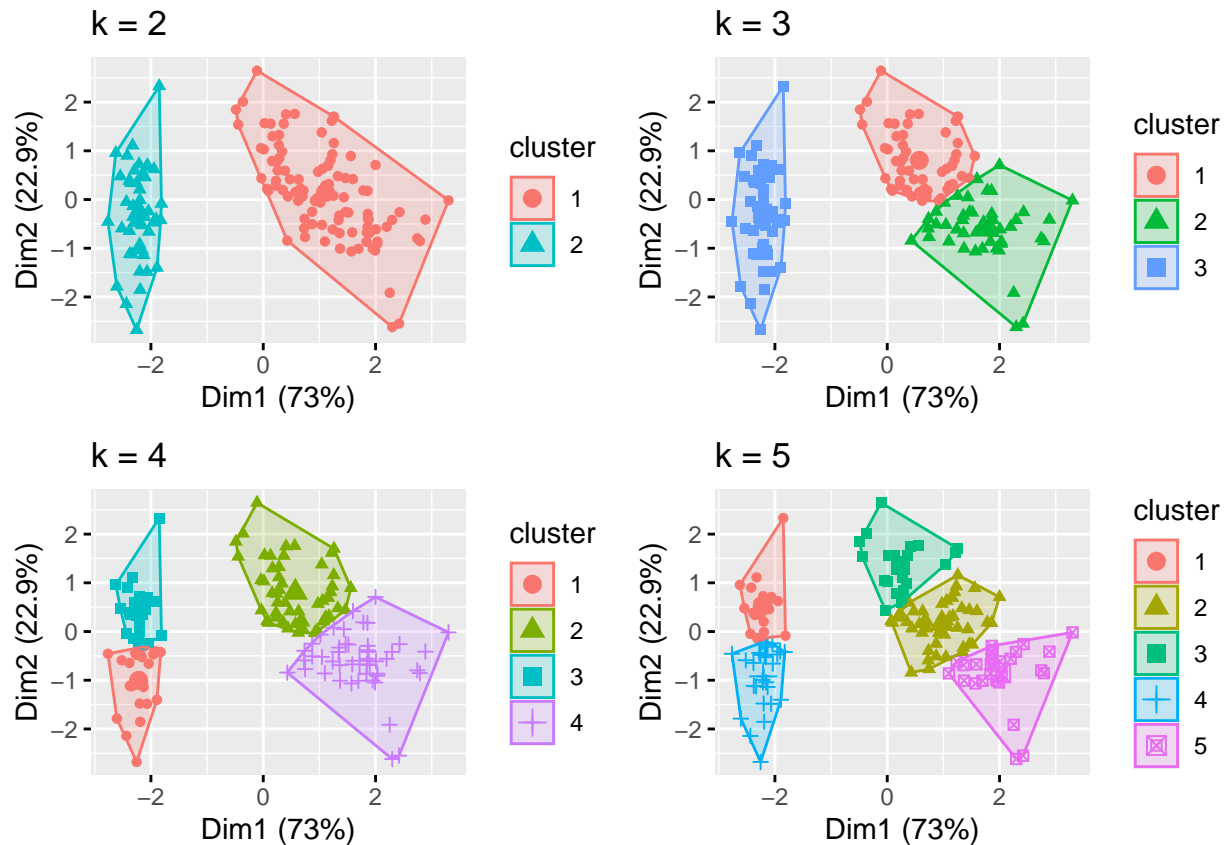 k = 2
2
1
0
−1
−2
−2
0
2
Dim1 (73%)
Dim2 (22.9%)
cluster
1
2
k = 3
2
1
0
−1
−2
−2
0
2
Dim1 (73%)
Dim2 (22.9%)
cluster
1
2
3
k = 4
2
1
0
−1
−2
−2
0
2
Dim1 (73%)
Dim2 (22.9%)
cluster
1
2
3
4
k = 5
2
1
0
−1
−2
−2
0
2
Dim1 (73%)
Dim2 (22.9%)
cluster
1
2
3
4
5